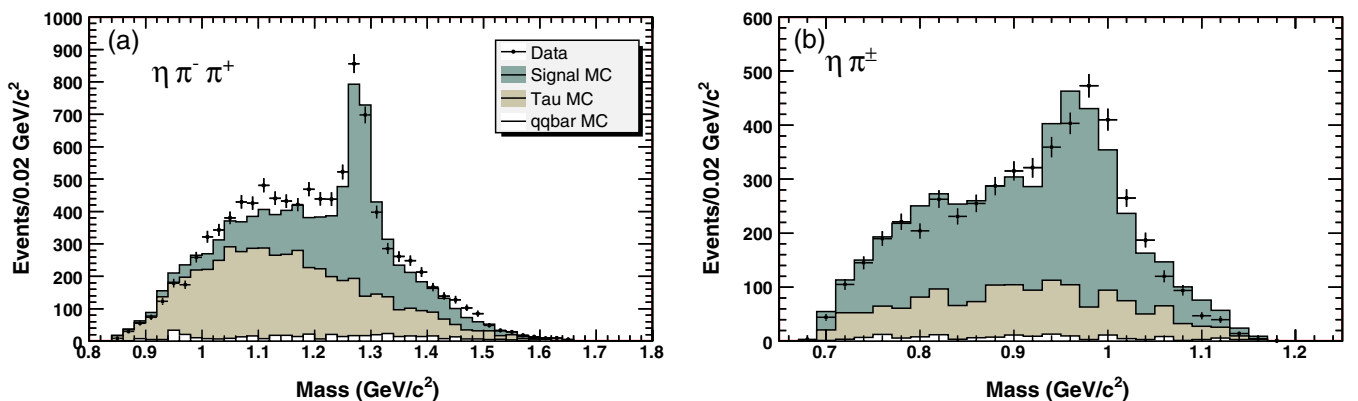 (a)
η π⁻ π⁺
Data
Signal MC
Tau MC
qqbar MC
Events/0.02 GeV/c²
1000
900
800
700
600
500
400
300
200
100
0
0.8 0.9 1 1.1 1.2 1.3 1.4 1.5 1.6 1.7 1.8
Mass (GeV/c²)
(b)
η π±
Events/0.02 GeV/c²
600
500
400
300
200
100
0
0.7 0.8 0.9 1 1.1 1.2
Mass (GeV/c²)